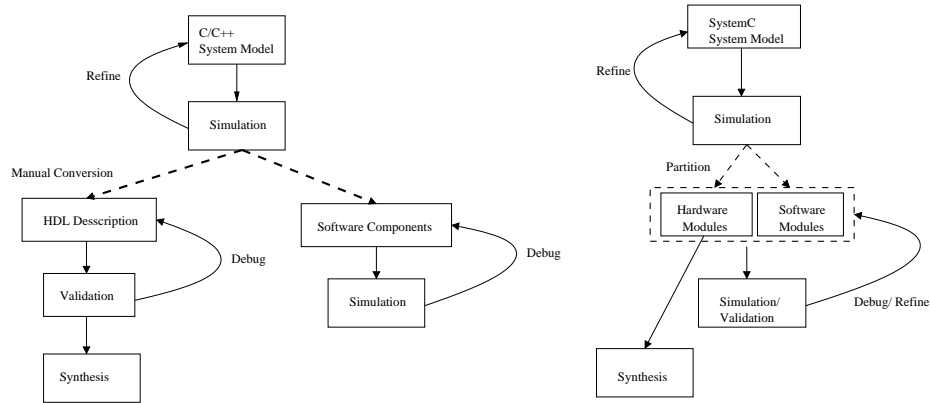 C/C++
System Model
Refine
Simulation
Manual Conversion
HDL Desscription
Software Components
Debug
Debug
Validation
Simulation
Synthesis
SystemC
System Model
Refine
Simulation
Partition
Hardware
Modules
Software
Modules
Simulation/
Validation
Debug/ Refine
Synthesis